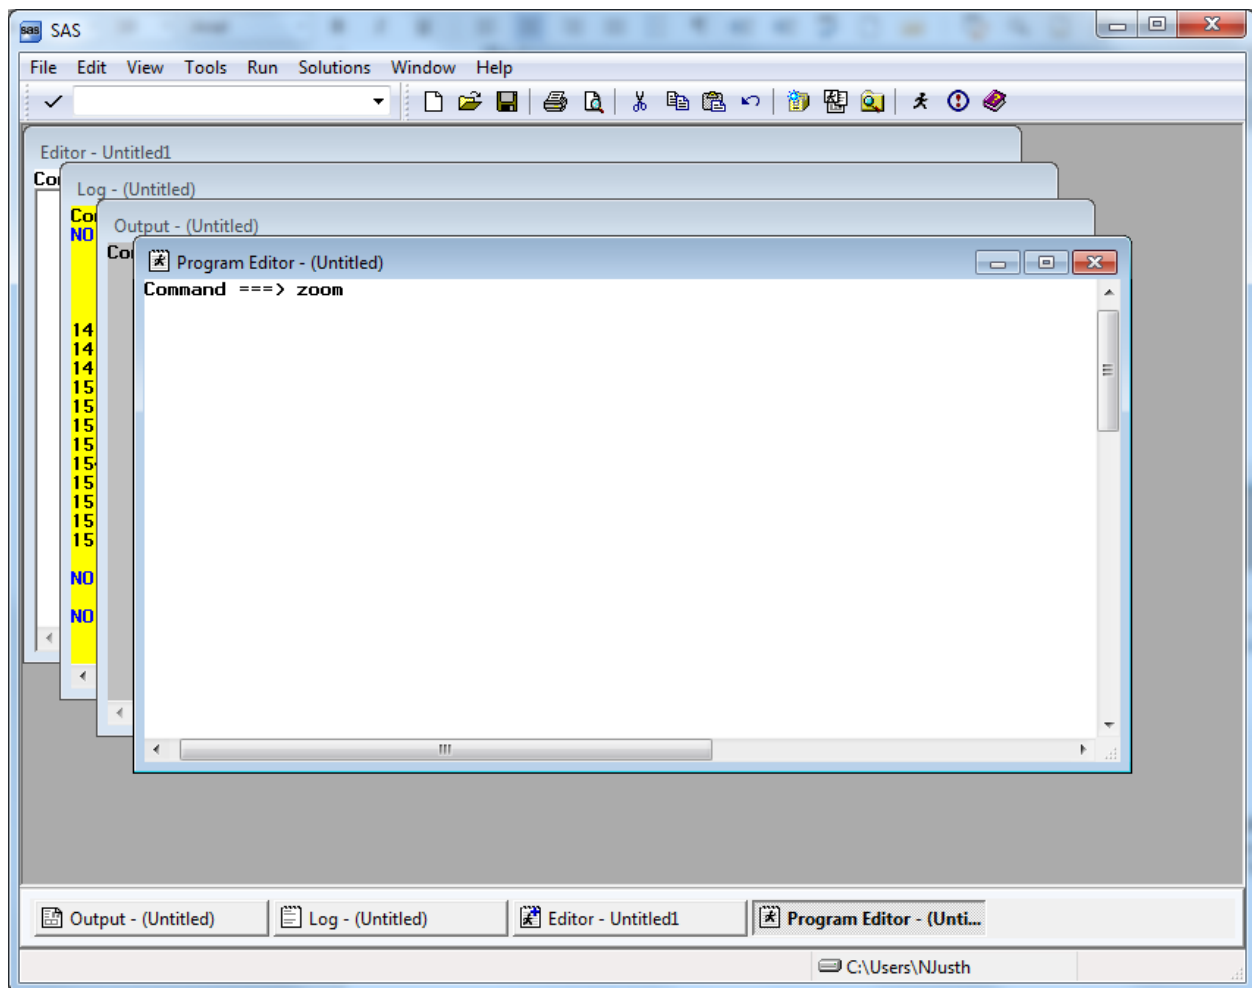 sas SAS
File Edit View Tools Run Solutions Window Help
Editor - Untitled1
Log - (Untitled)
NO
Output - (Untitled)
Program Editor - (Untitled)
Command ===> zoom
14
14
14
15
15
15
15
15
15
15
15
15
NO
NO
Output - (Untitled) Log - (Untitled) Editor - Untitled1 Program Editor - (Unti...
C:\Users\NJusth